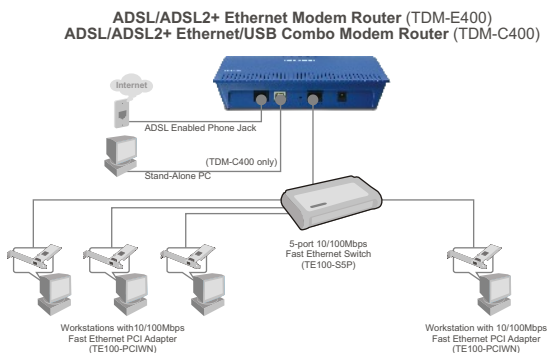 ADSL/ADSL2+ Ethernet Modem Router (TDM-E400)
ADSL/ADSL2+ Ethernet/USB Combo Modem Router (TDM-C400)
Internet
ADSL Enabled Phone Jack
(TDM-C400 only)
Stand-Alone PC
5-port 10/100Mbps
Fast Ethernet Switch
(TE100-S5P)
Workstations with10/100Mbps
Fast Ethernet PCI Adapter
(TE100-PCIWN)
Workstation with 10/100Mbps
Fast Ethernet PCI Adapter
(TE100-PCIWN)